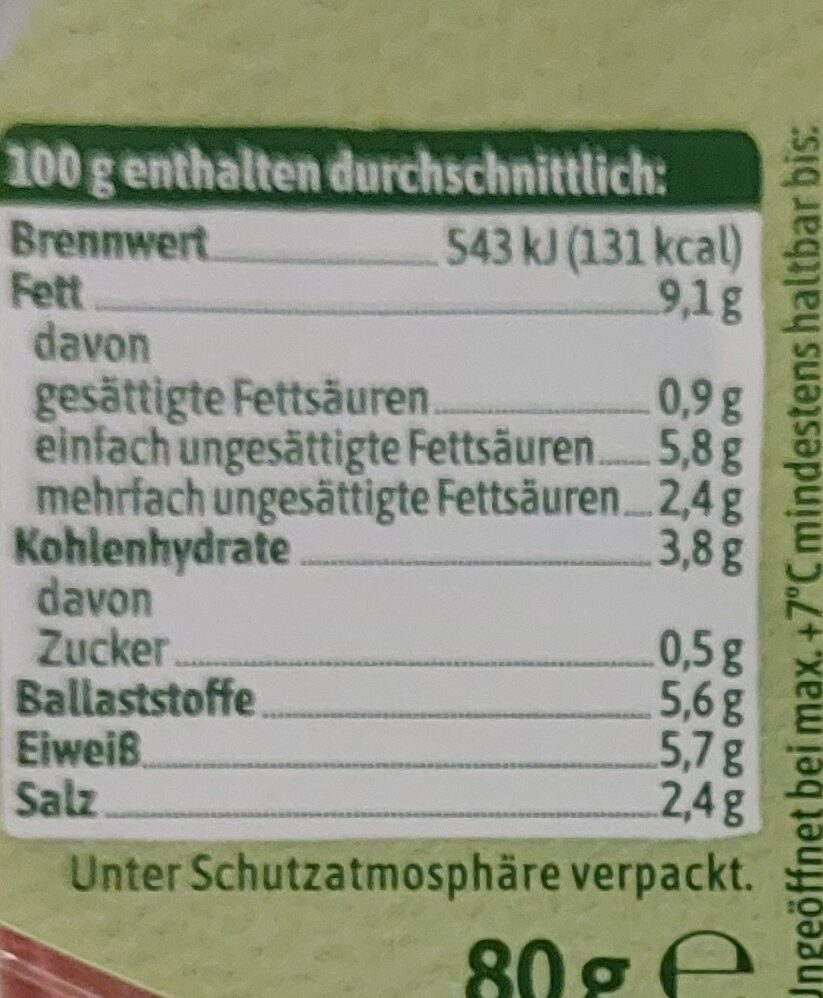 100 g enthalten durchschnittlich:
Brennwert 543 kJ (131 kcal)
Fett 9,1 g
davon
gesättigte Fettsäuren 0,9 g
einfach ungesättigte Fettsäuren 5,8 g
mehrfach ungesättigte Fettsäuren 2,4 g
Kohlenhydrate 3,8 g
davon
Zucker 0,5 g
Ballaststoffe 5,6 g
Eiweiß 5,7 g
Salz 2,4 g
Unter Schutzatmosphäre verpackt.
80 g ℮
Ungeöffnet bei max. +7°C mindestens haltbar bis: